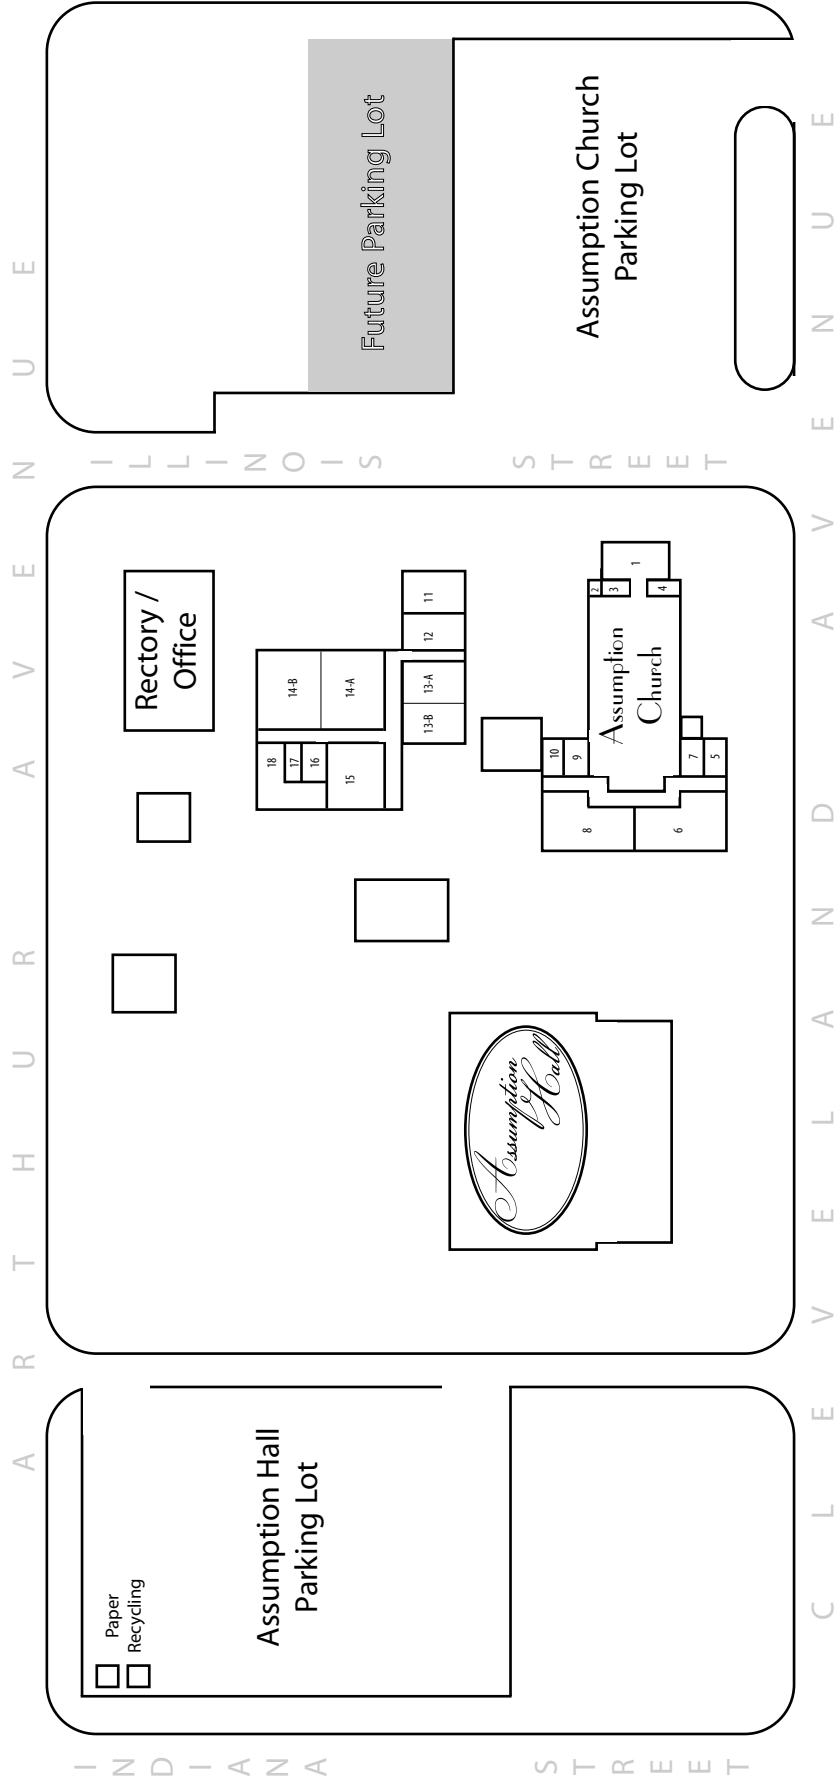 ARTHUR AVENUE
INDIANA STREET
Paper
Recycling
Assumption Hall
Parking Lot
Assumption
Hall
Rectory /
Office
18
17
16
15
14-B
14-A
13-B
13-A
12
11
10
9
8
6
7
5
Assumption
Church
2
3
4
1
ILLINOIS STREET
Future Parking Lot
Assumption Church
Parking Lot
CLEVELAND AVENUE